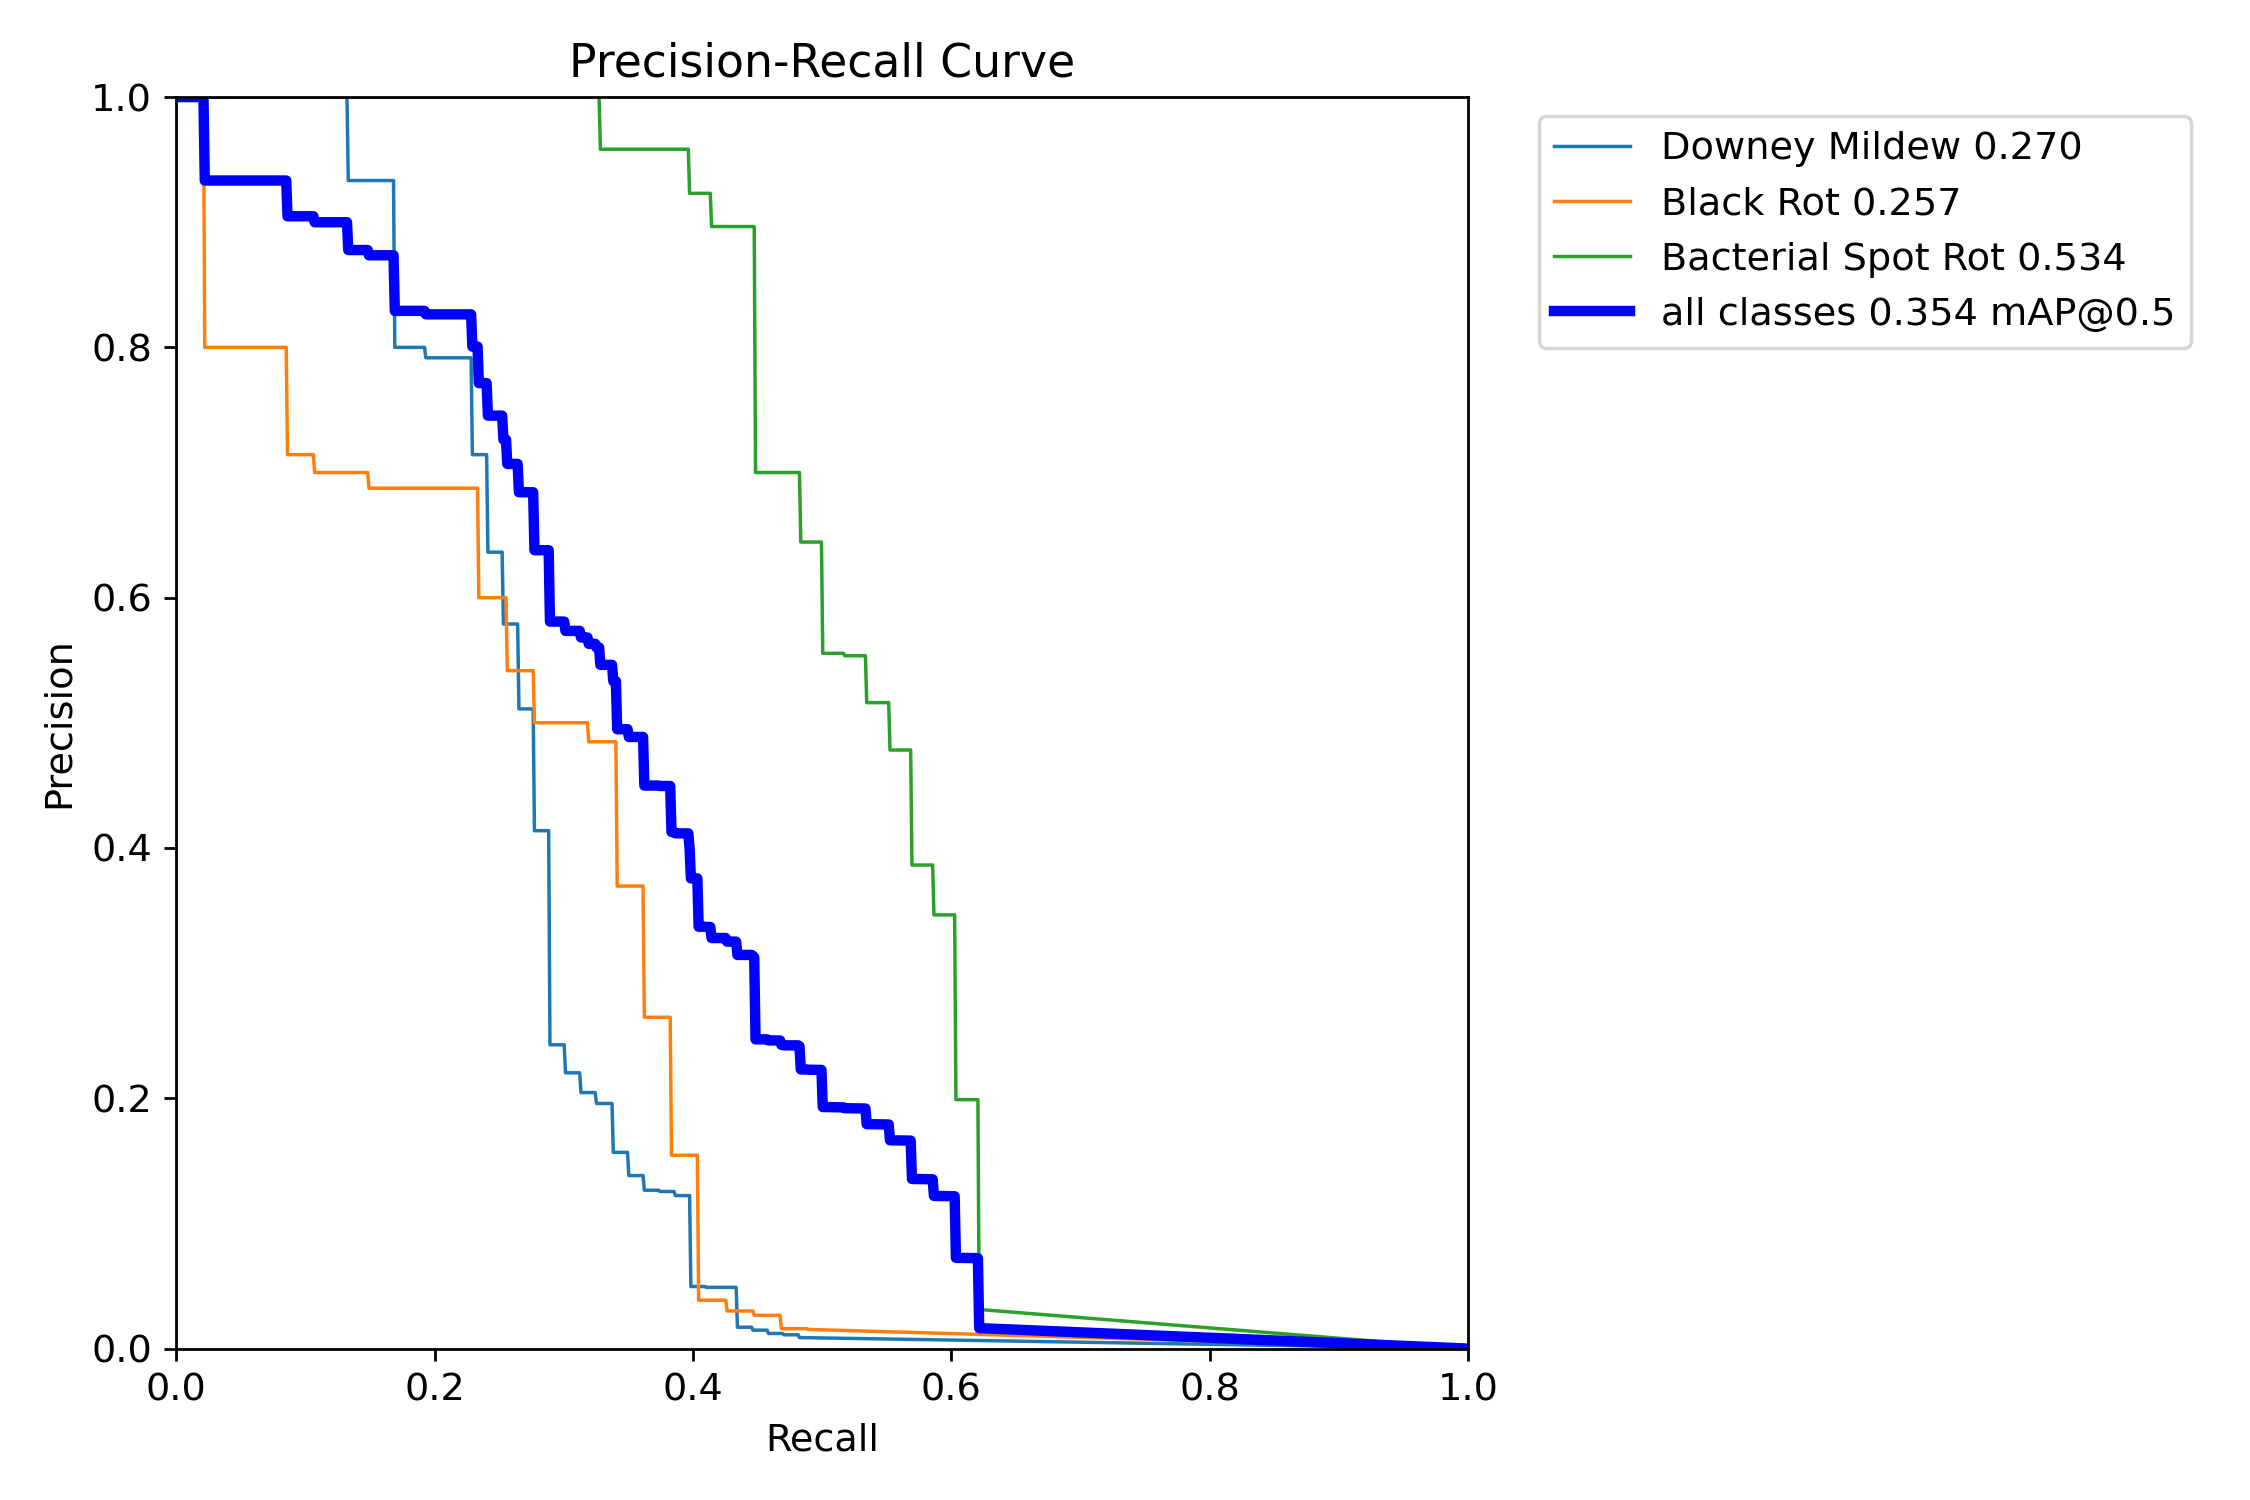 Precision-Recall Curve
1.0
0.8
0.6
0.4
0.2
0.0
Precision
0.0 0.2 0.4 0.6 0.8 1.0
Recall
Downey Mildew 0.270
Black Rot 0.257
Bacterial Spot Rot 0.534
all classes 0.354 mAP@0.5